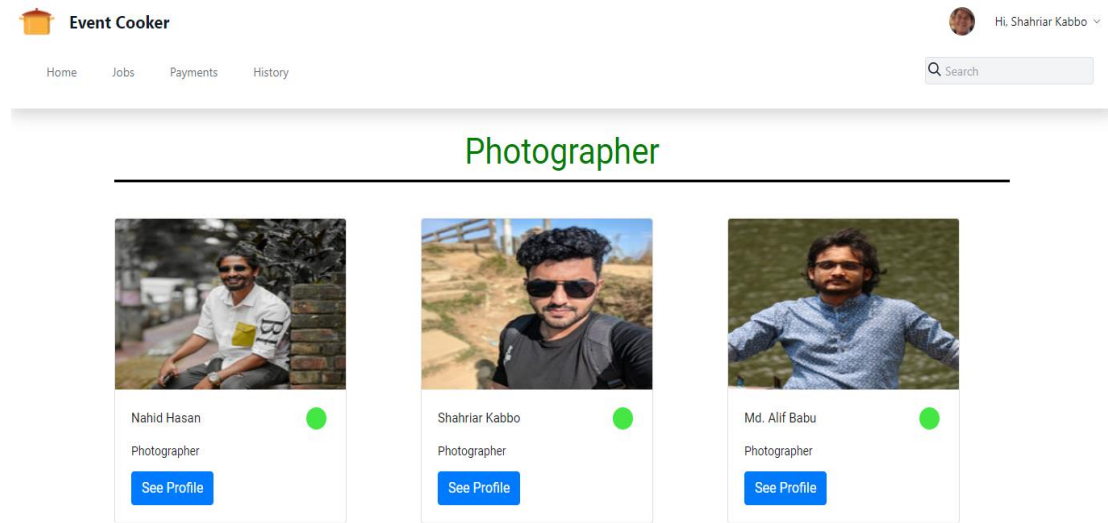 Event Cooker
Hi, Shahriar Kabbo
Home Jobs Payments History
Search
Photographer
Nahid Hasan
Photographer
See Profile
Shahriar Kabbo
Photographer
See Profile
Md. Alif Babu
Photographer
See Profile